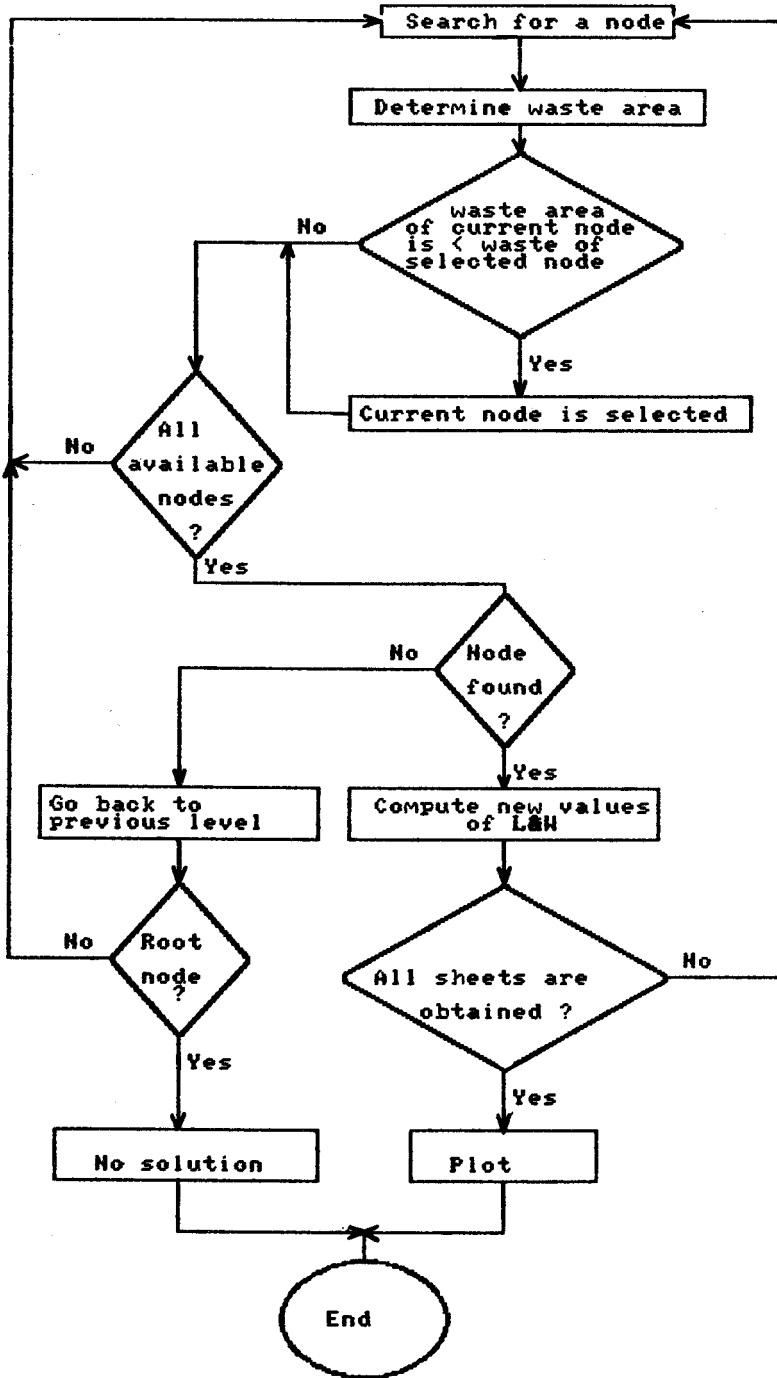 Search for a node
Determine waste area
waste area
of current node
is < waste of
selected node
No
Yes
Current node is selected
All
available
nodes
?
No
Yes
Node
found
?
No
Yes
Go back to
previous level
Compute new values
of L&W
Root
node
?
No
All sheets are
obtained ?
No
Yes
Yes
No solution
Plot
End